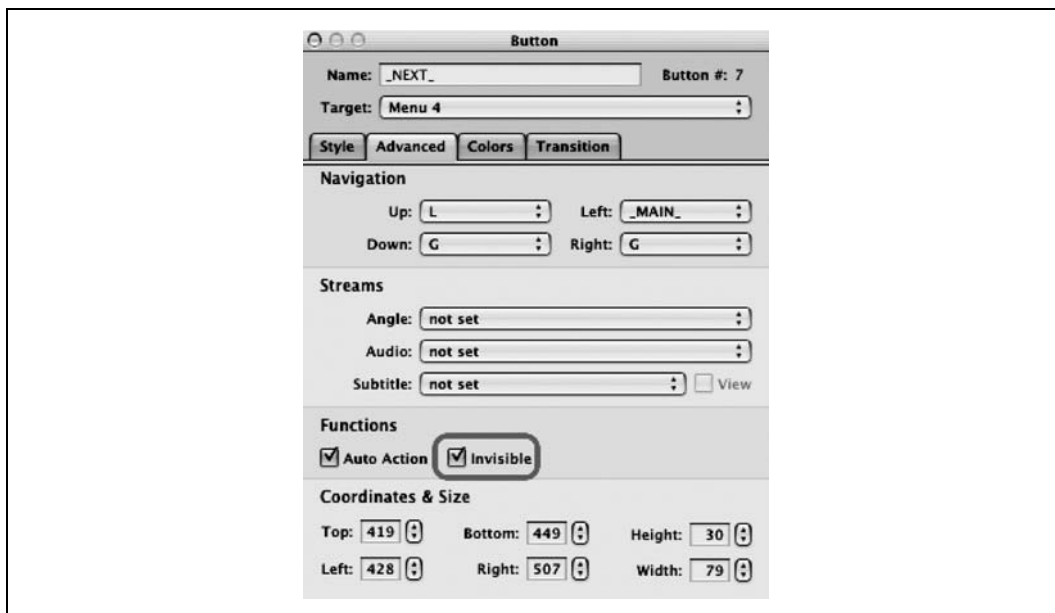 Button
Name: _NEXT_ Button #: 7
Target: Menu 4
Style Advanced Colors Transition
Navigation
Up: L Left: _MAIN_
Down: G Right: G
Streams
Angle: not set
Audio: not set
Subtitle: not set View
Functions
Auto Action Invisible
Coordinates & Size
Top: 419 Bottom: 449 Height: 30
Left: 428 Right: 507 Width: 79